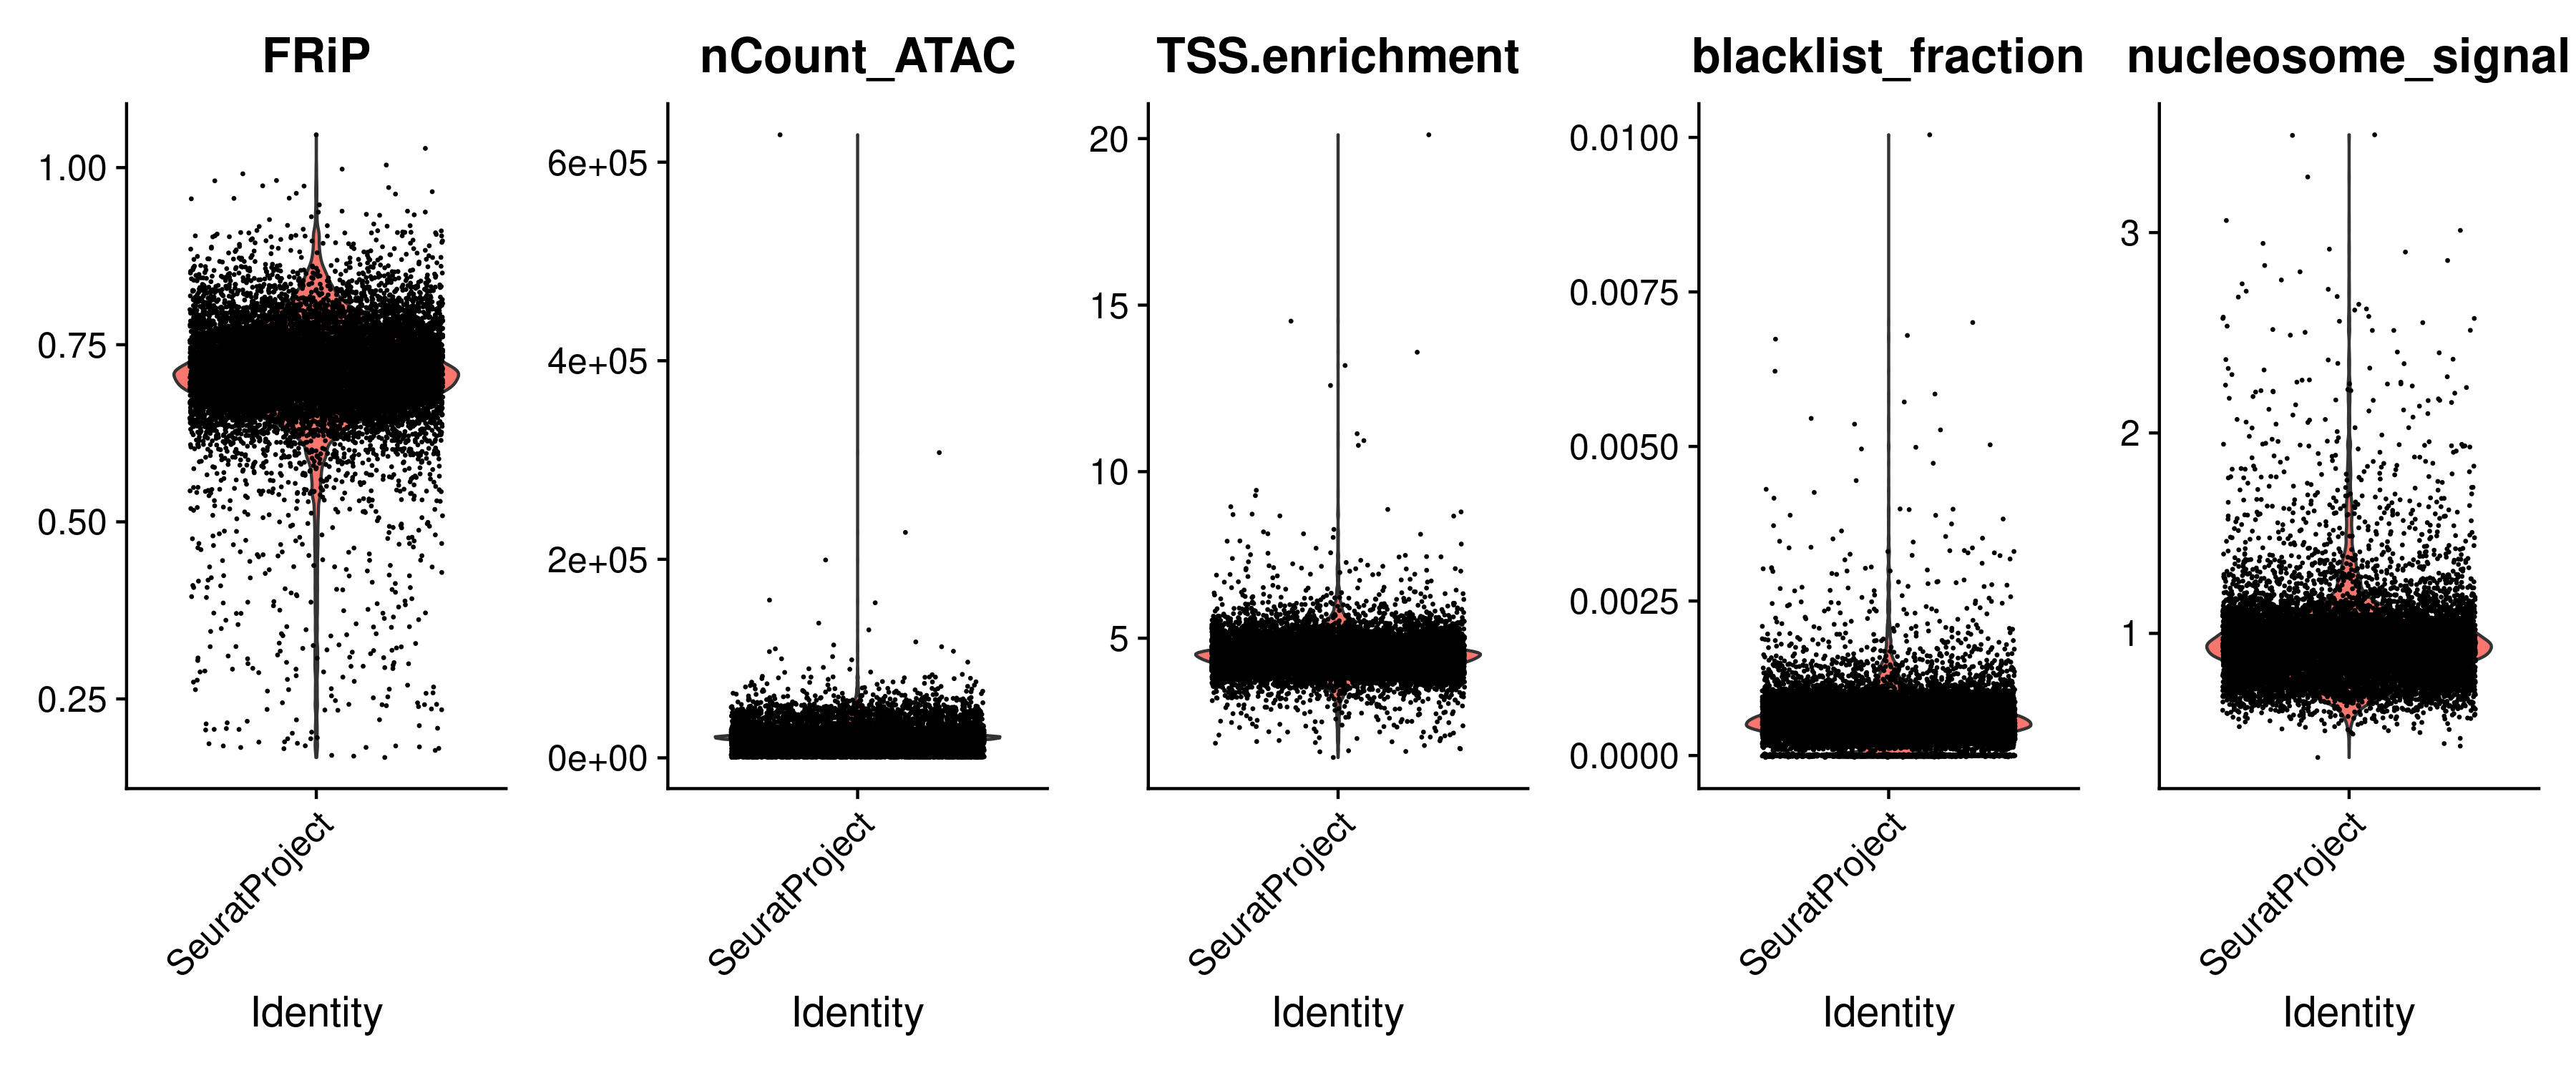 FRiP
1.00
0.75
0.50
0.25
SeuratProject
Identity
nCount_ATAC
6e+05
4e+05
2e+05
0e+00
SeuratProject
Identity
TSS.enrichment
20
15
10
5
SeuratProject
Identity
blacklist_fraction
0.0100
0.0075
0.0050
0.0025
0.0000
SeuratProject
Identity
nucleosome_signal
3
2
1
SeuratProject
Identity